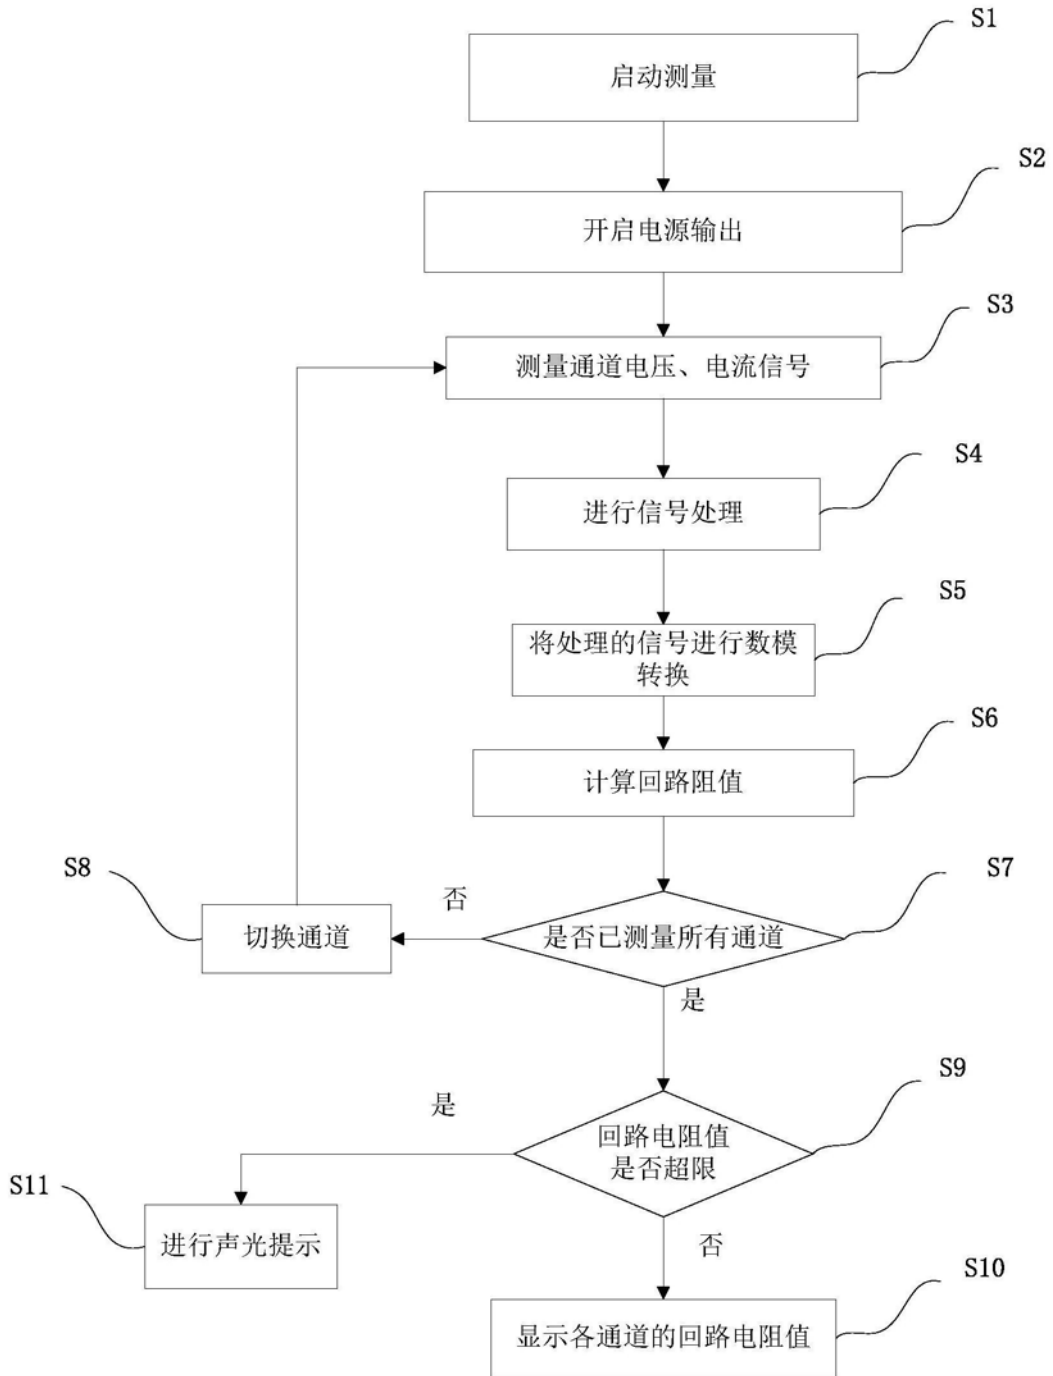 S1
启动测量
S2
开启电源输出
S3
测量通道电压、电流信号
S4
进行信号处理
S5
将处理的信号进行数模
转换
S6
计算回路阻值
S7
是否已测量所有通道
否
S8
切换通道
是
S9
回路电阻值
是否超限
是
S11
进行声光提示
否
S10
显示各通道的回路电阻值